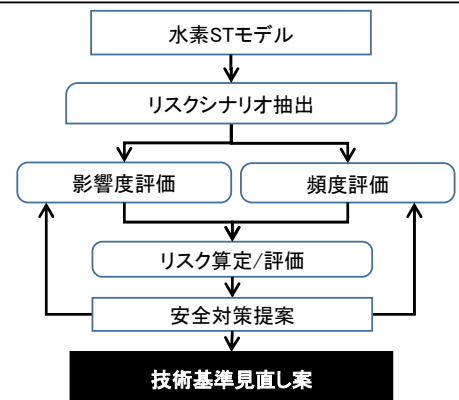 水素STモデル
リスクシナリオ抽出
影響度評価
頻度評価
リスク算定/評価
安全対策提案
技術基準見直し案